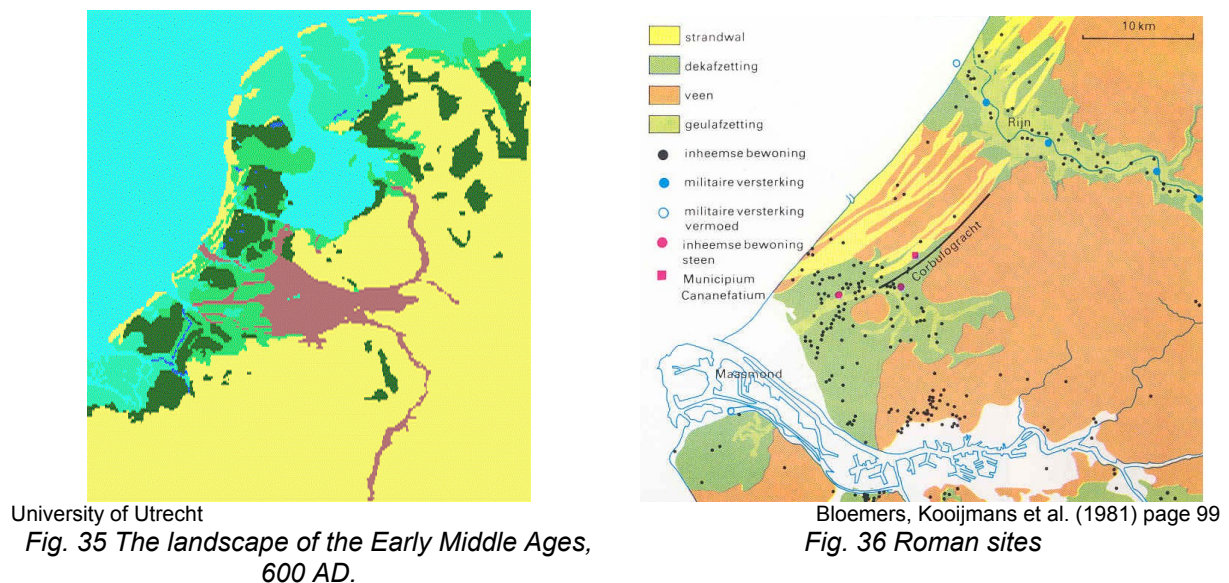 strandwal
dekafzetting
veen
geulafzetting
inheemse bewoning
militaire versterking
militaire versterking
vermoed
inheemse bewoning
steen
Municipium
Cananefatium
10 km
Rijn
Corbulogracht
Maasmond
University of Utrecht
Fig. 35 The landscape of the Early Middle Ages,
600 AD.
Bloemers, Kooijmans et al. (1981) page 99
Fig. 36 Roman sites